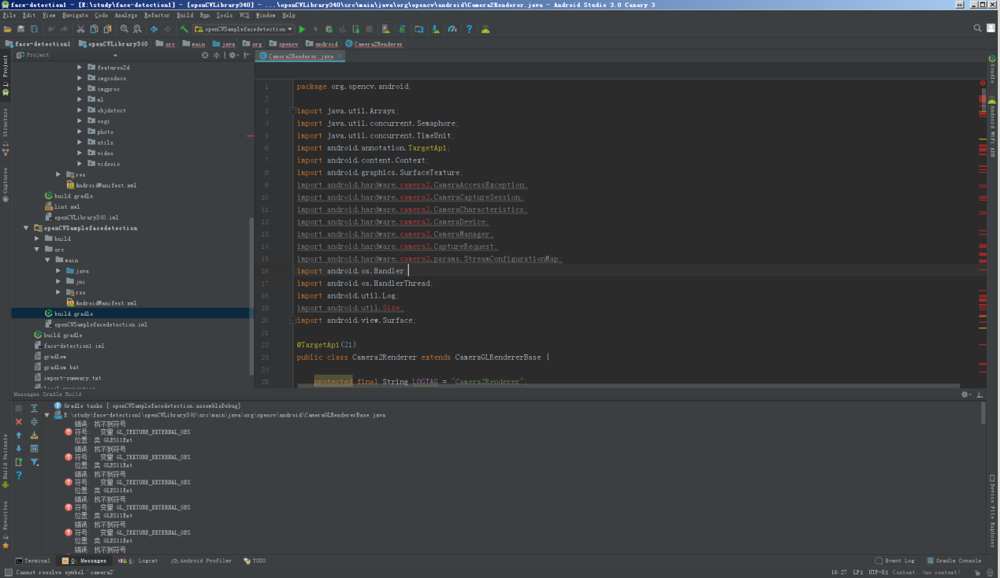 face-detection1 - [E:\study\face-detection1] - [openCVLibrary340] - ...\openCVLibrary340\src\main\java\org\opencv\android\Camera2Renderer.java - Android Studio 3.0 Canary 3
File Edit View Navigate Code Analyze Refactor Build Run Tools VCS Window Help
openCVSamplefacedetection
face-detection1 openCVLibrary340 src main java org opencv android Camera2Renderer
Project
Camera2Renderer.java
1: Project
7: Structure
Captures
Build Variants
2: Favorites
features2d
imgcodecs
imgproc
ml
objdetect
osgi
photo
utils
video
videoio
res
AndroidManifest.xml
build.gradle
lint.xml
openCVLibrary340.iml
openCVSamplefacedetection
build
src
main
java
jni
res
AndroidManifest.xml
build.gradle
openCVSamplefacedetection.iml
build.gradle
face-detection1.iml
gradlew
gradlew.bat
import-summary.txt
local.properties
1 package org.opencv.android;
2
3 import java.util.Arrays;
4 import java.util.concurrent.Semaphore;
5 import java.util.concurrent.TimeUnit;
6 import android.annotation.TargetApi;
7 import android.content.Context;
8 import android.graphics.SurfaceTexture;
9 import android.hardware.camera2.CameraAccessException;
10 import android.hardware.camera2.CameraCaptureSession;
11 import android.hardware.camera2.CameraCharacteristics;
12 import android.hardware.camera2.CameraDevice;
13 import android.hardware.camera2.CameraManager;
14 import android.hardware.camera2.CaptureRequest;
15 import android.hardware.camera2.params.StreamConfigurationMap;
16 import android.os.Handler;
17 import android.os.HandlerThread;
18 import android.util.Log;
19 import android.util.Size;
20 import android.view.Surface;
21
22 @TargetApi(21)
23 public class Camera2Renderer extends CameraGLRendererBase {
24
25 protected final String LOGTAG = "Camera2Renderer";
Gradle
Android WiFi ADB
Device File Explorer
Messages Gradle Build
Gradle tasks [:openCVSamplefacedetection:assembleDebug]
E:\study\face-detection1\openCVLibrary340\src\main\java\org\opencv\android\CameraGLRendererBase.java
错误: 找不到符号
符号: 变量 GL_TEXTURE_EXTERNAL_OES
位置: 类 GLES11Ext
错误: 找不到符号
符号: 变量 GL_TEXTURE_EXTERNAL_OES
位置: 类 GLES11Ext
错误: 找不到符号
符号: 变量 GL_TEXTURE_EXTERNAL_OES
位置: 类 GLES11Ext
错误: 找不到符号
符号: 变量 GL_TEXTURE_EXTERNAL_OES
位置: 类 GLES11Ext
错误: 找不到符号
符号: 变量 GL_TEXTURE_EXTERNAL_OES
位置: 类 GLES11Ext
错误: 找不到符号
Terminal 0: Messages 6: Logcat Android Profiler TODO Event Log Gradle Console
Cannot resolve symbol 'camera2' 16:27 LF÷ UTF-8÷ Context: <no context>